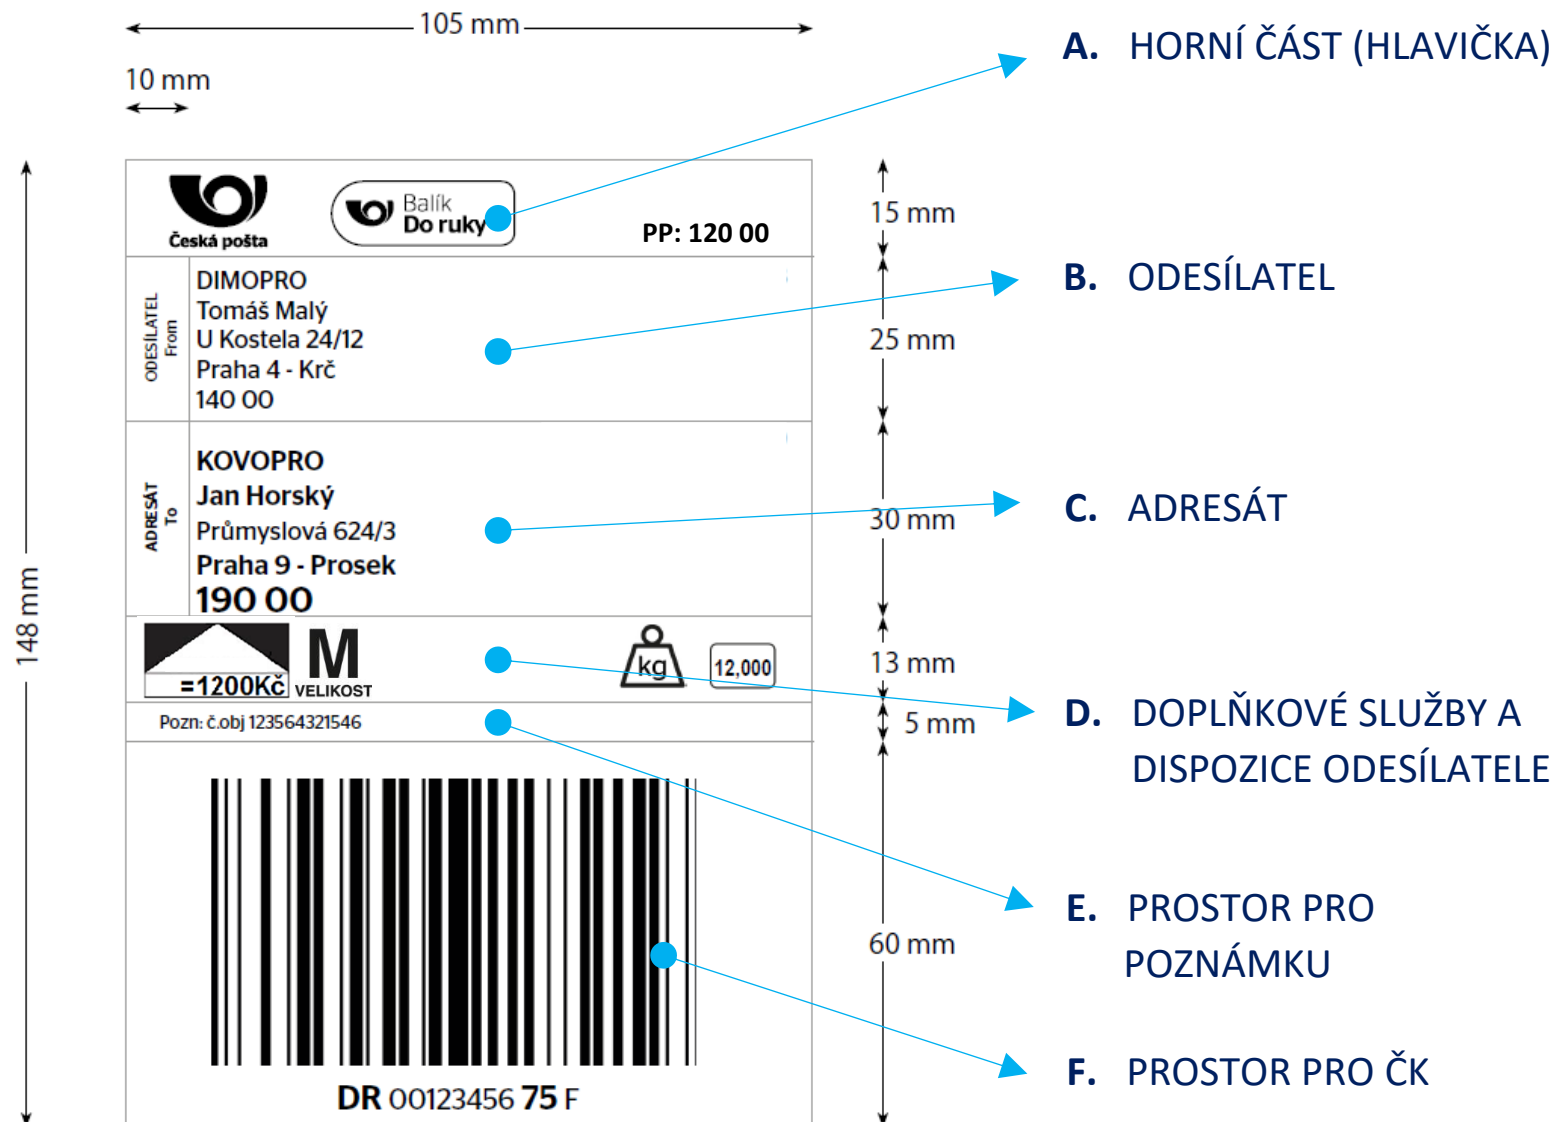 105 mm
10 mm
148 mm
Česká pošta
Balík
Do ruky
PP: 120 00
15 mm
ODESÍLATEL
From
DIMOPRO
Tomáš Malý
U Kostela 24/12
Praha 4 - Krč
140 00
25 mm
ADRESÁT
To
KOVOPRO
Jan Horský
Průmyslová 624/3
Praha 9 - Prosek
190 00
30 mm
=1200Kč
M
VELIKOST
kg
12,000
13 mm
Pozn: č.obj 123564321546
5 mm
60 mm
DR 00123456 75 F
A. HORNÍ ČÁST (HLAVIČKA)
B. ODESÍLATEL
C. ADRESÁT
D. DOPLŇKOVÉ SLUŽBY A
DISPOZICE ODESÍLATELE
E. PROSTOR PRO
POZNÁMKU
F. PROSTOR PRO ČK